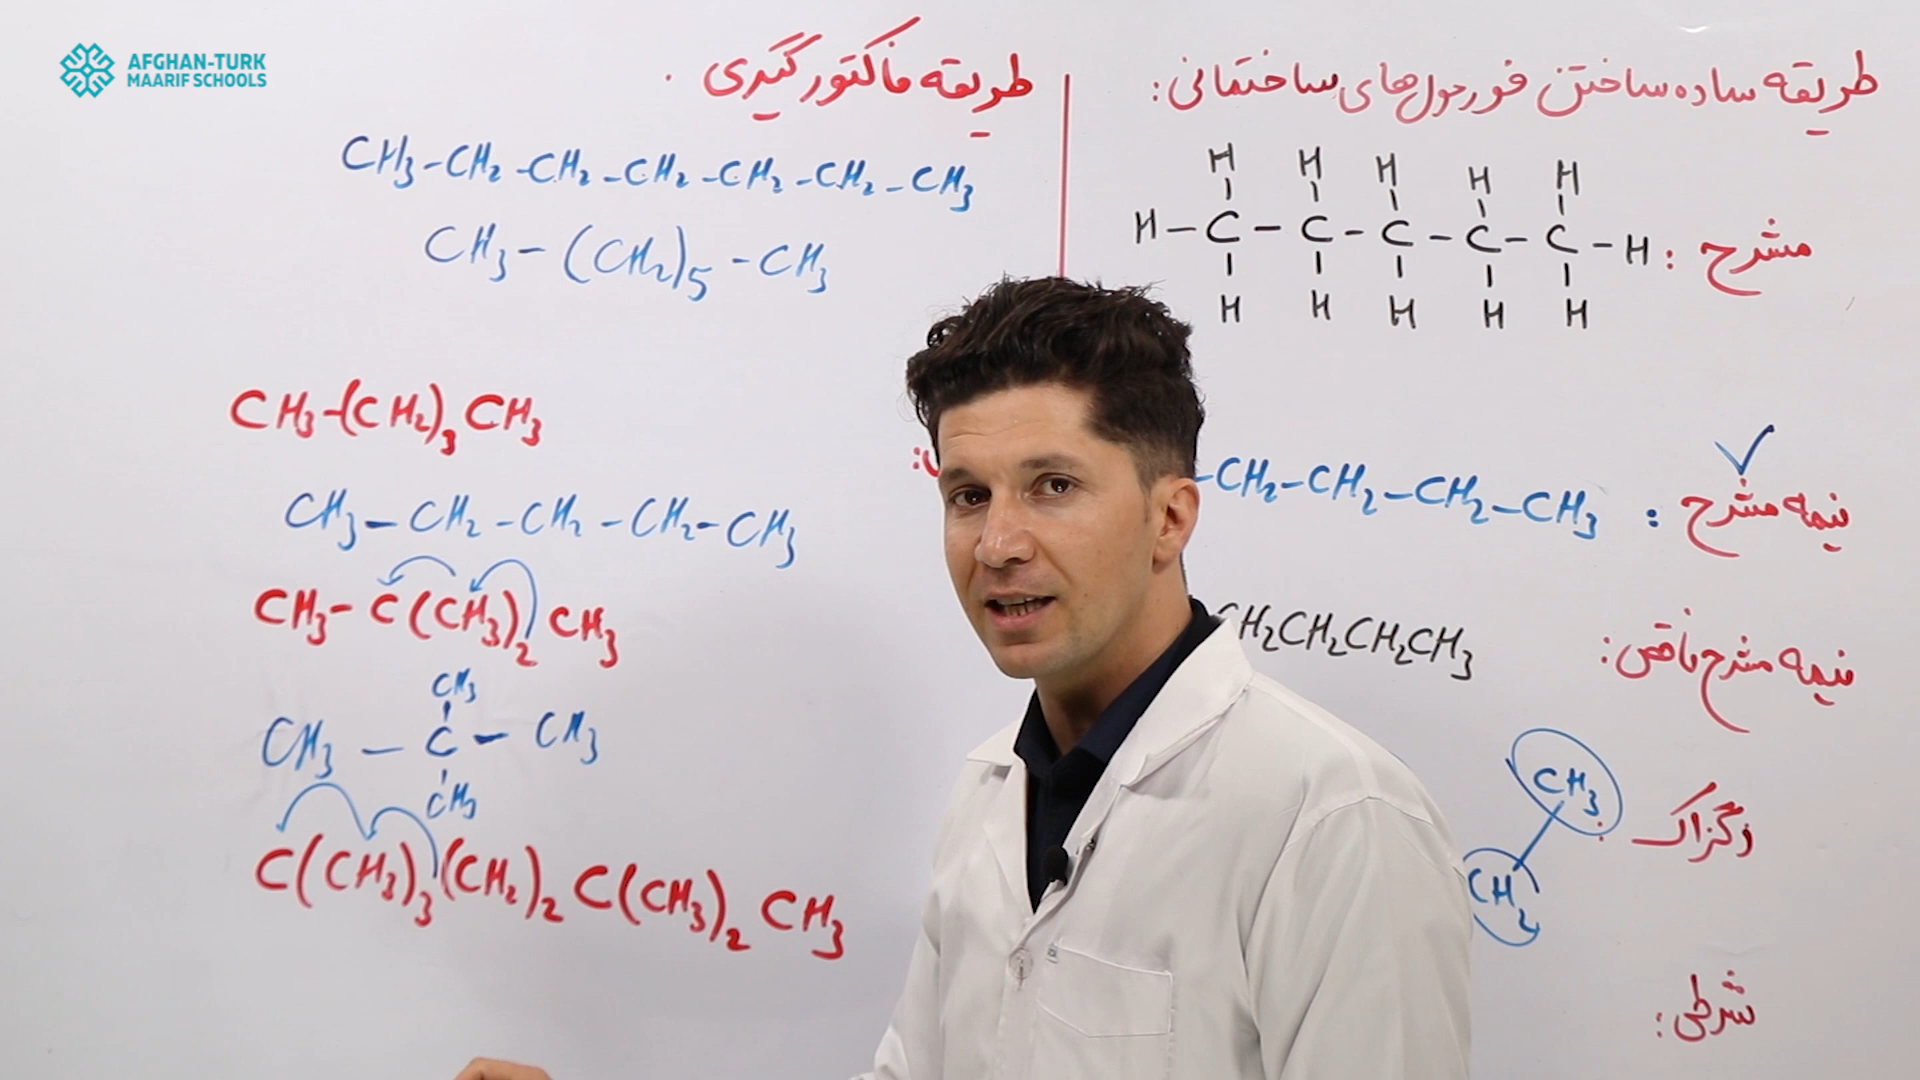 AFGHAN-TURK
MAARIF SCHOOLS
طریقه ساده ساختن فورمول های ساختمانی:
H H H H H
H-C-C-C-C-C-H
H H H H H
مشرح:
نیمه مشرح:
-CH2-CH2-CH2-CH3
نیمه مشرح ناقص:
H2CH2CH2CH3
زگزاک:
CH3
CH2
شرطی:
طریقه فاکتور گیری.
CH3-CH2-CH2-CH2-CH2-CH2-CH3
CH3-(CH2)5-CH3
CH3-(CH2)3CH3
CH3-CH2-CH2-CH2-CH3
CH3-C(CH3)2CH3
CH3
CH3-C-CH3
CH3
C(CH3)3(CH2)2C(CH3)2CH3